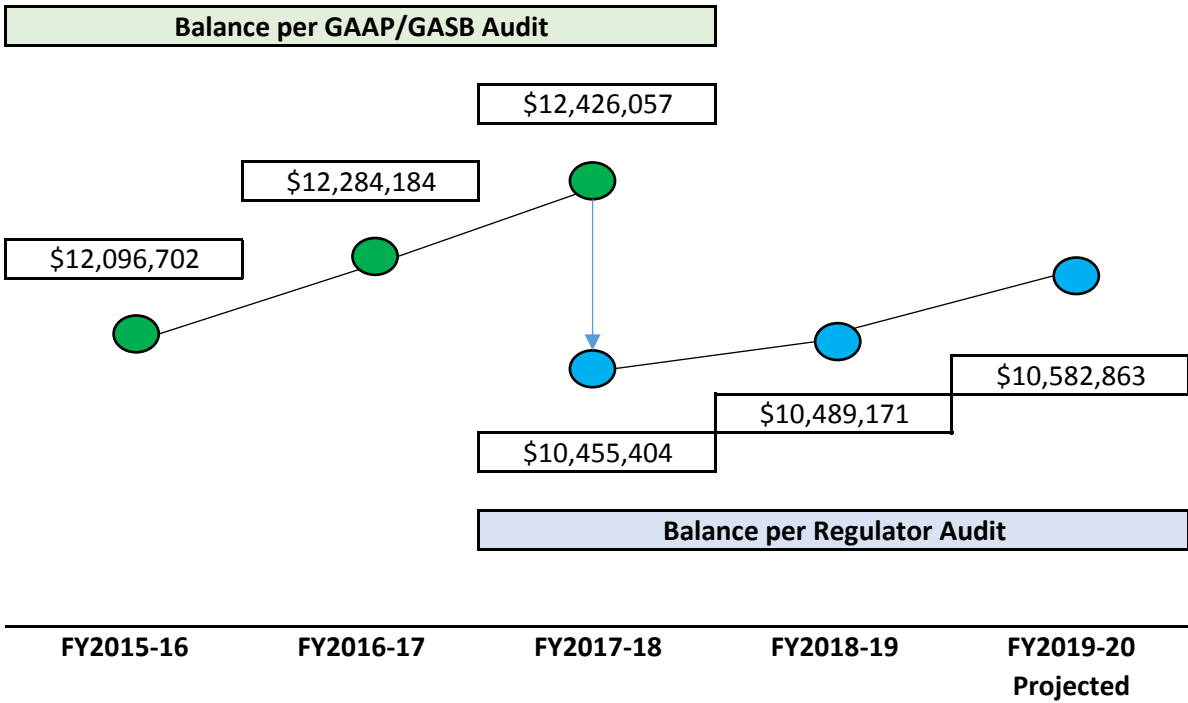 Balance per GAAP/GASB Audit
$12,426,057
$12,284,184
$12,096,702
$10,582,863
$10,489,171
$10,455,404
Balance per Regulator Audit
FY2015-16 FY2016-17 FY2017-18 FY2018-19 FY2019-20
Projected